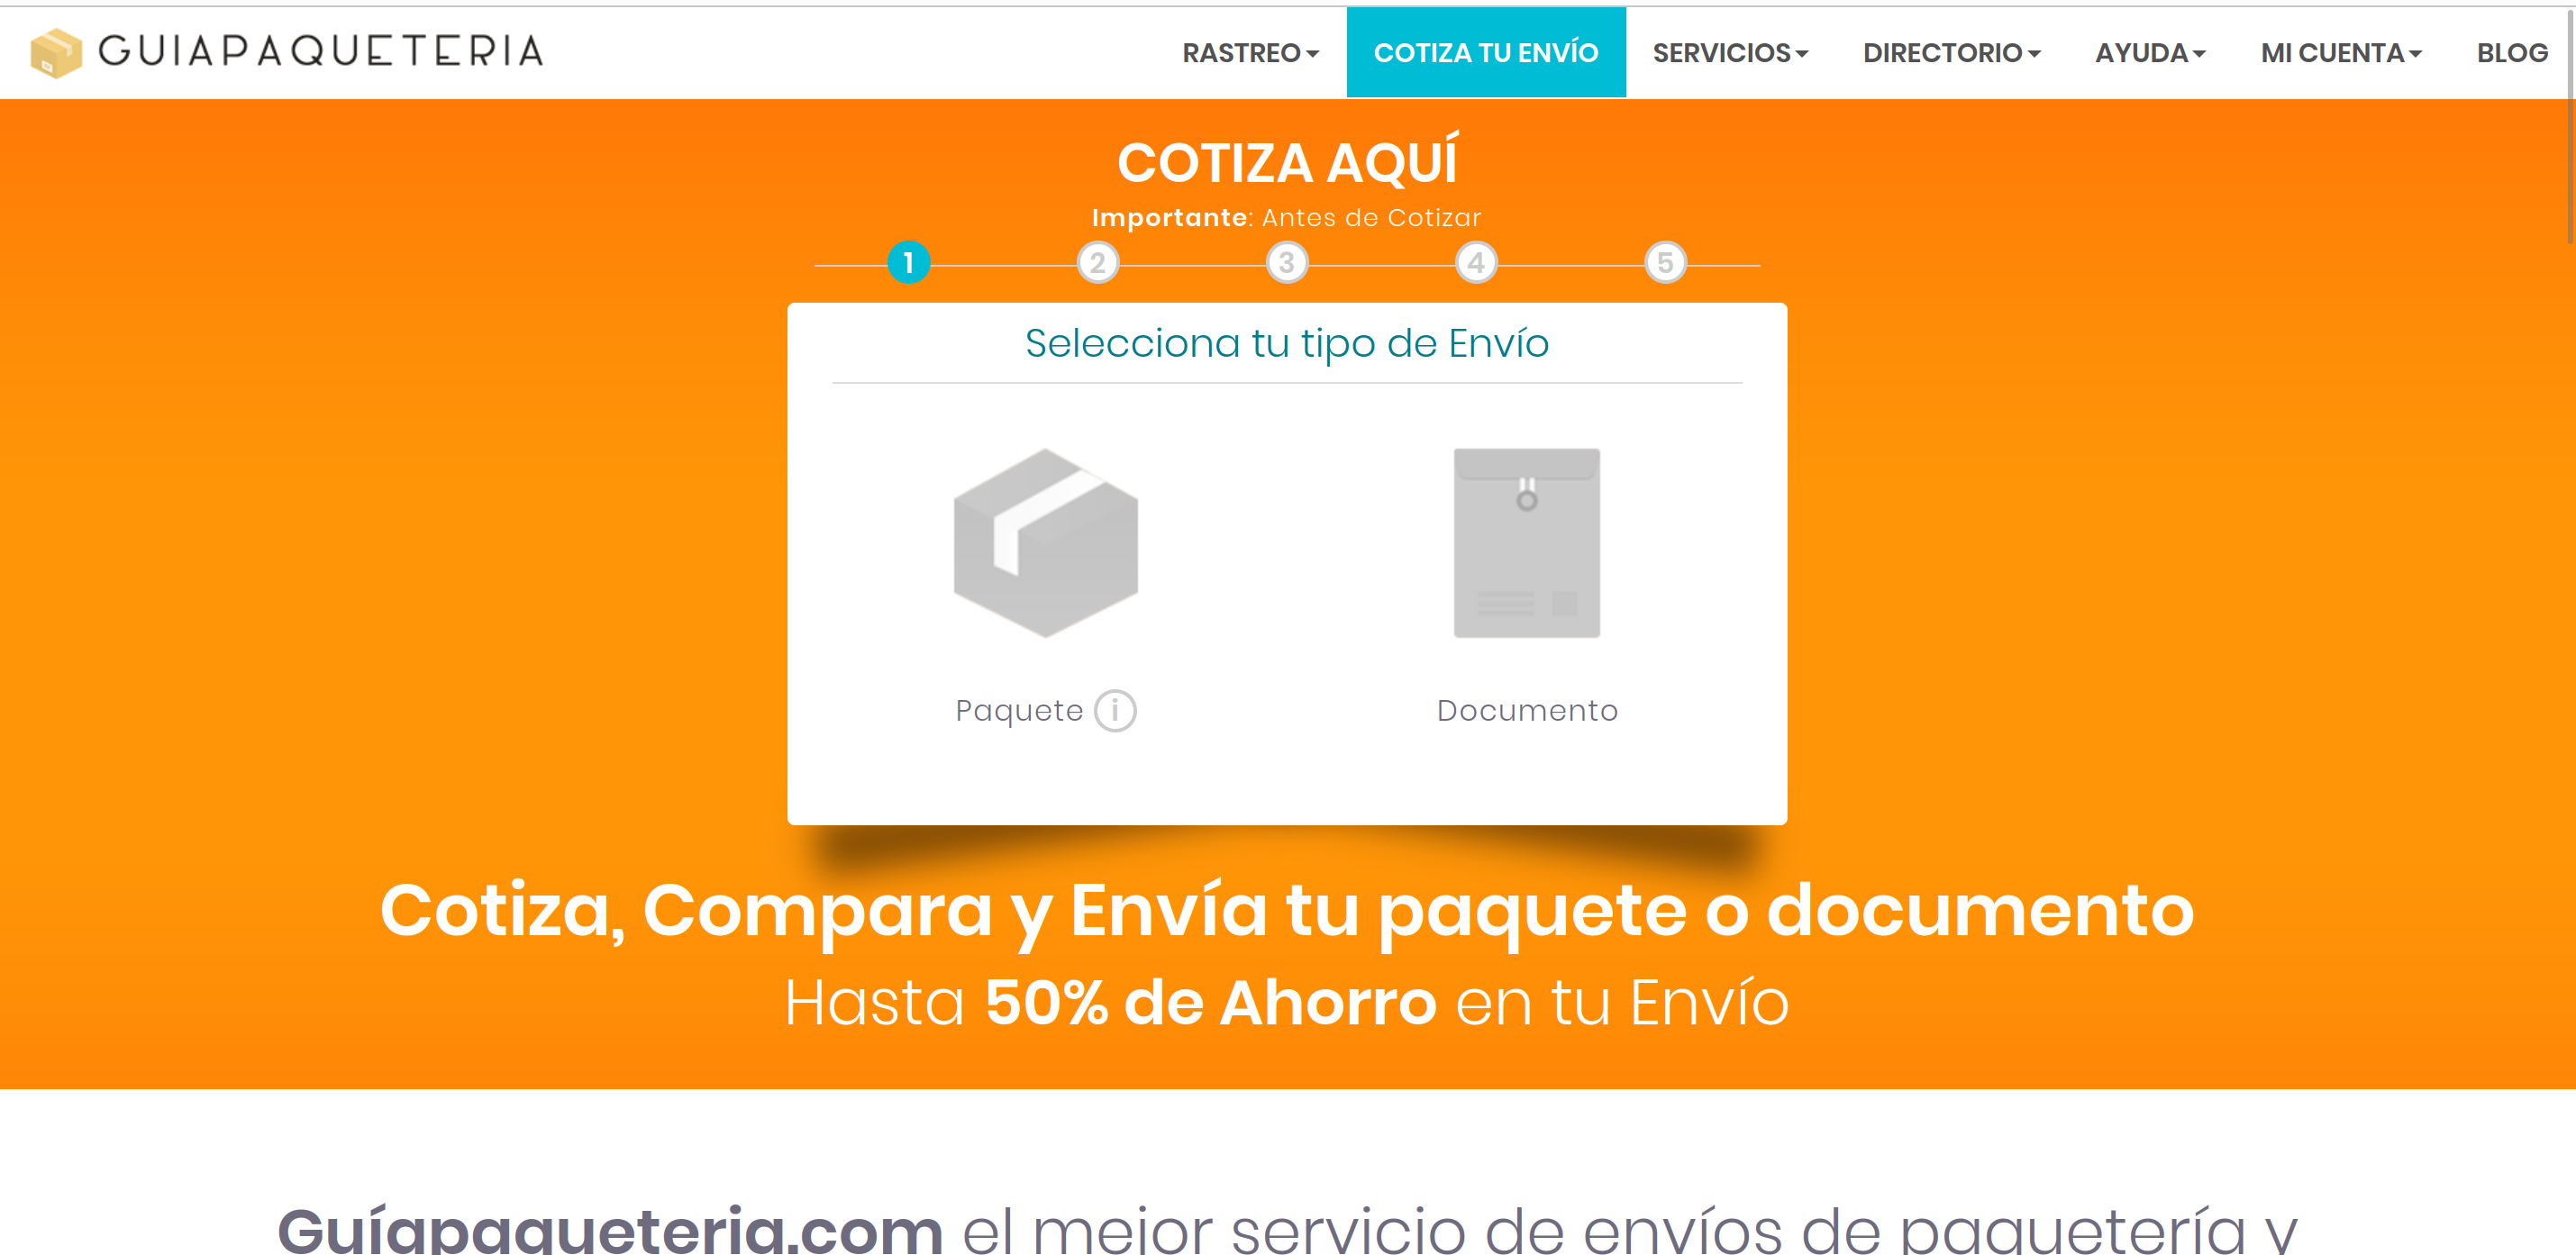 GUIAPAQUETERIA
RASTREO COTIZA TU ENVÍO SERVICIOS DIRECTORIO AYUDA MI CUENTA BLOG
COTIZA AQUÍ
Importante: Antes de Cotizar
1 2 3 4 5
Selecciona tu tipo de Envío
Paquete i
Documento
Cotiza, Compara y Envía tu paquete o documento
Hasta 50% de Ahorro en tu Envío
Guíapaqueteria.com el mejor servicio de envíos de paquetería y